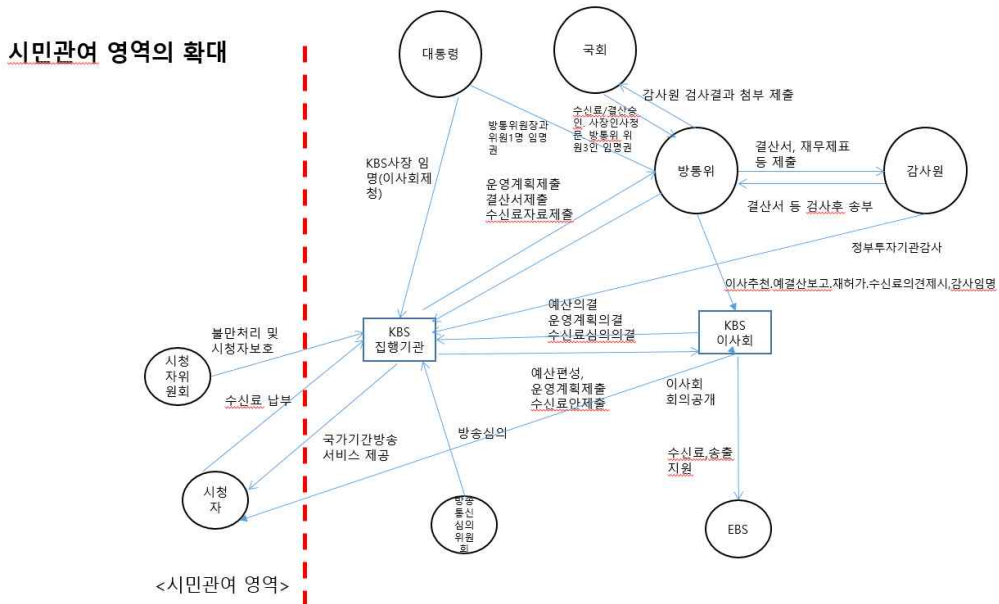 시민관여 영역의 확대
대통령
국회
감사원 검사결과 첨부 제출
방통위원장과
위원1명 임명
권
수신료/결산승
인. 사장인사청
문. 방통위 위
원3인 임명권
방통위
결산서, 재무제표
등 제출
감사원
결산서 등 검사후 송부
KBS사장 임
명(이사회제
청)
운영계획제출
결산서제출
수신료자료제출
정부투자기관감사
이사추천.예결산보고,재허가.수신료의견제시,감사임명
예산의결
운영계획의결
수신료심의의결
KBS
집행기관
KBS
이사회
불만처리 및
시청자보호
시청
자위
원회
수신료 납부
예산편성,
운영계획제출
수신료안제출
이사회
회의공개
국가기간방송
서비스 제공
방송심의
수신료,송출
지원
시청
자
방송
통신
심의
위원
회
EBS
<시민관여 영역>